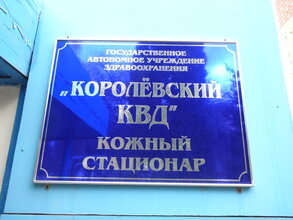 ГОСУДАРСТВЕННОЕ
АВТОНОМНОЕ УЧРЕЖДЕНИЕ
ЗДРАВООХРАНЕНИЯ
"КОРОЛЁВСКИЙ
КВД"
КОЖНЫЙ
СТАЦИОНАР